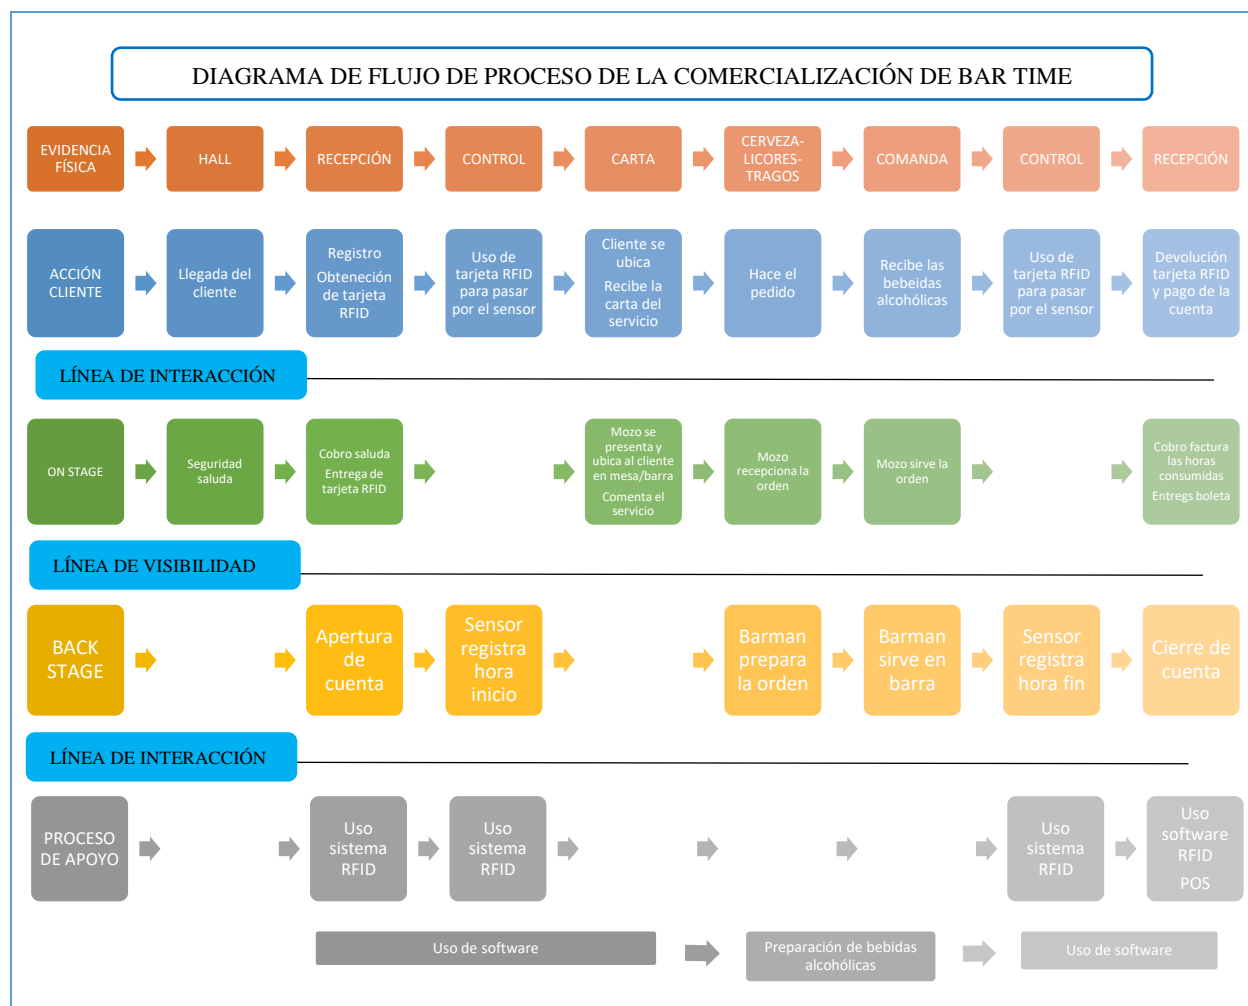 DIAGRAMA DE FLUJO DE PROCESO DE LA COMERCIALIZACIÓN DE BAR TIME
EVIDENCIA
FÍSICA
HALL
RECEPCIÓN
CONTROL
CARTA
CERVEZA-
LICORES-
TRAGOS
COMANDA
CONTROL
RECEPCIÓN
ACCIÓN
CLIENTE
Llegada del
cliente
Registro
Obteneción
de tarjeta
RFID
Uso de
tarjeta RFID
para pasar
por el sensor
Cliente se
ubica
Recibe la
carta del
servicio
Hace el
pedido
Recibe las
bebeidas
alcohólicas
Uso de
tarjeta RFID
para pasar
por el sensor
Devolución
tarjeta RFID
y pago de la
cuenta
LÍNEA DE INTERACCIÓN
ON STAGE
Seguridad
saluda
Cobro saluda
Entrega de
tarjeta RFID
Mozo se
presenta y
ubica al cliente
en mesa/barra
Comenta el
servicio
Mozo
recepciona la
orden
Mozo sirve la
orden
Cobro factura
las horas
consumidas
Entregs boleta
LÍNEA DE VISIBILIDAD
BACK
STAGE
Apertura
de
cuenta
Sensor
registra
hora
inicio
Barman
prepara
la orden
Barman
sirve en
barra
Sensor
registra
hora fin
Cierre de
cuenta
LÍNEA DE INTERACCIÓN
PROCESO
DE APOYO
Uso
sistema
RFID
Uso
sistema
RFID
Uso
sistema
RFID
Uso
software
RFID
POS
Uso de software
Preparación de bebidas
alcohólicas
Uso de software